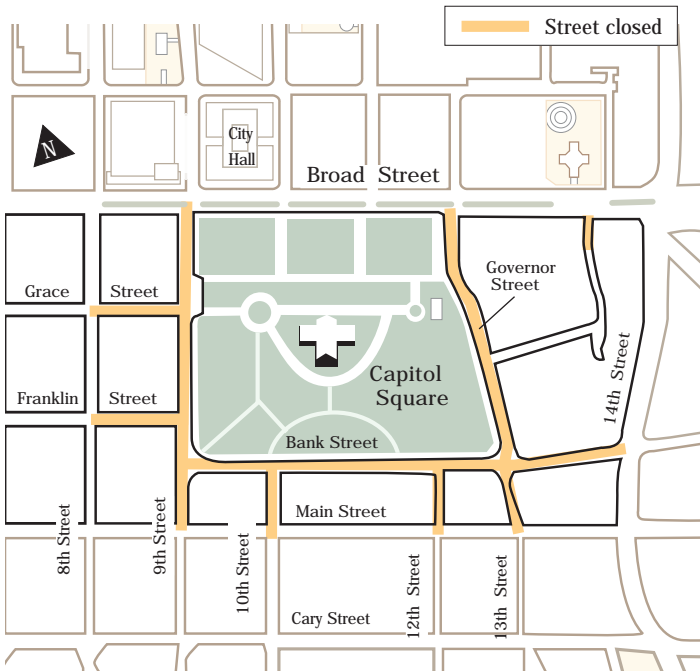 Street closed
N
City
Hall
Broad Street
Grace Street
Governor
Street
Franklin Street
Capitol
Square
14th Street
Bank Street
Main Street
8th Street
9th Street
10th Street
12th Street
13th Street
Cary Street